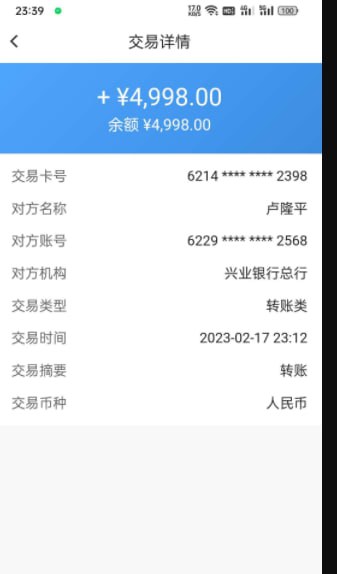 23:39 17.0 KB/S HD 4G 5G 100
交易详情
+ ¥4,998.00
余额 ¥4,998.00
交易卡号 6214 **** **** 2398
对方名称 卢隆平
对方账号 6229 **** **** 2568
对方机构 兴业银行总行
交易类型 转账类
交易时间 2023-02-17 23:12
交易摘要 转账
交易币种 人民币